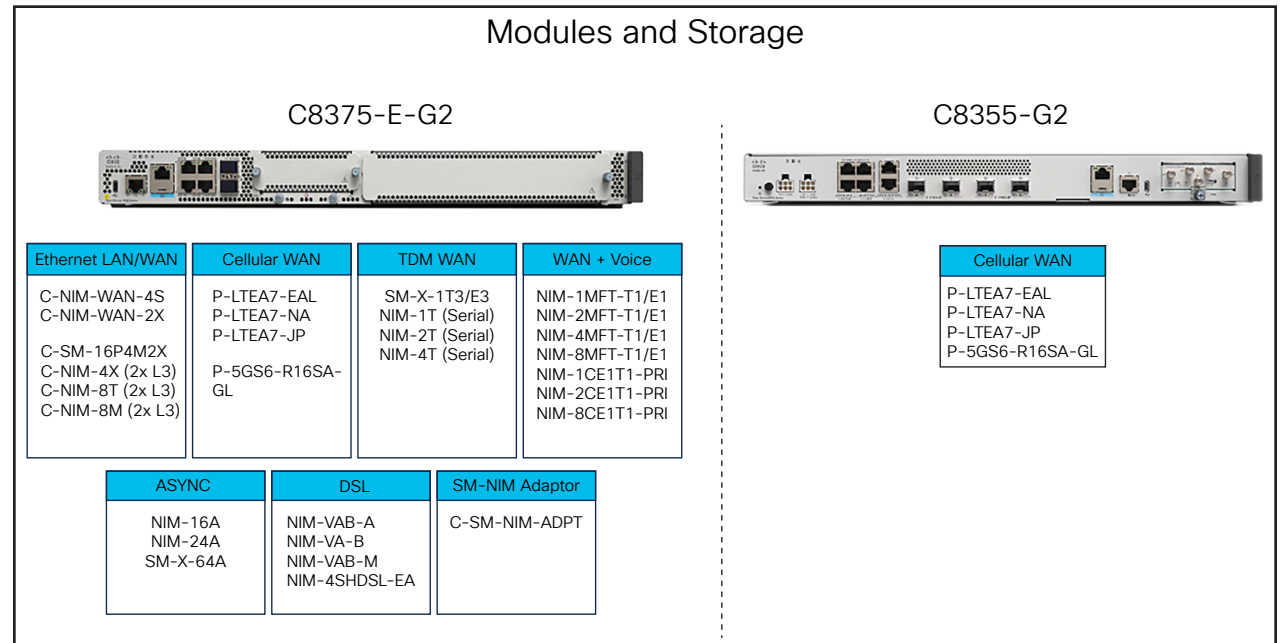 Modules and Storage
C8375-E-G2
C8355-G2
Ethernet LAN/WAN
C-NIM-WAN-4S
C-NIM-WAN-2X
C-SM-16P4M2X
C-NIM-4X (2x L3)
C-NIM-8T (2x L3)
C-NIM-8M (2x L3)
Cellular WAN
P-LTEA7-EAL
P-LTEA7-NA
P-LTEA7-JP
P-5GS6-R16SA-
GL
TDM WAN
SM-X-1T3/E3
NIM-1T (Serial)
NIM-2T (Serial)
NIM-4T (Serial)
WAN + Voice
NIM-1MFT-T1/E1
NIM-2MFT-T1/E1
NIM-4MFT-T1/E1
NIM-8MFT-T1/E1
NIM-1CE1T1-PRI
NIM-2CE1T1-PRI
NIM-8CE1T1-PRI
Cellular WAN
P-LTEA7-EAL
P-LTEA7-NA
P-LTEA7-JP
P-5GS6-R16SA-GL
ASYNC
NIM-16A
NIM-24A
SM-X-64A
DSL
NIM-VAB-A
NIM-VA-B
NIM-VAB-M
NIM-4SHDSL-EA
SM-NIM Adaptor
C-SM-NIM-ADPT